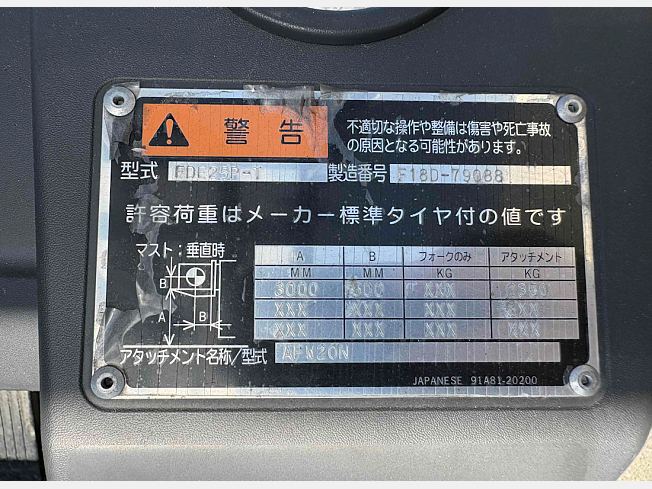 警告
不適切な操作や整備は傷害や死亡事故
の原因となる可能性があります。
型式
製造番号 F18D-79088
許容荷重はメーカー標準タイヤ付の値です
マスト:垂直時
B
A
B
A B フォークのみ アタッチメント
MM MM KG KG
3000 XXX
XXX XXX XXX XXX
XXX XXX XXX XXX
アタッチメント名称/型式 AFW20N
JAPANESE 91A81-20200